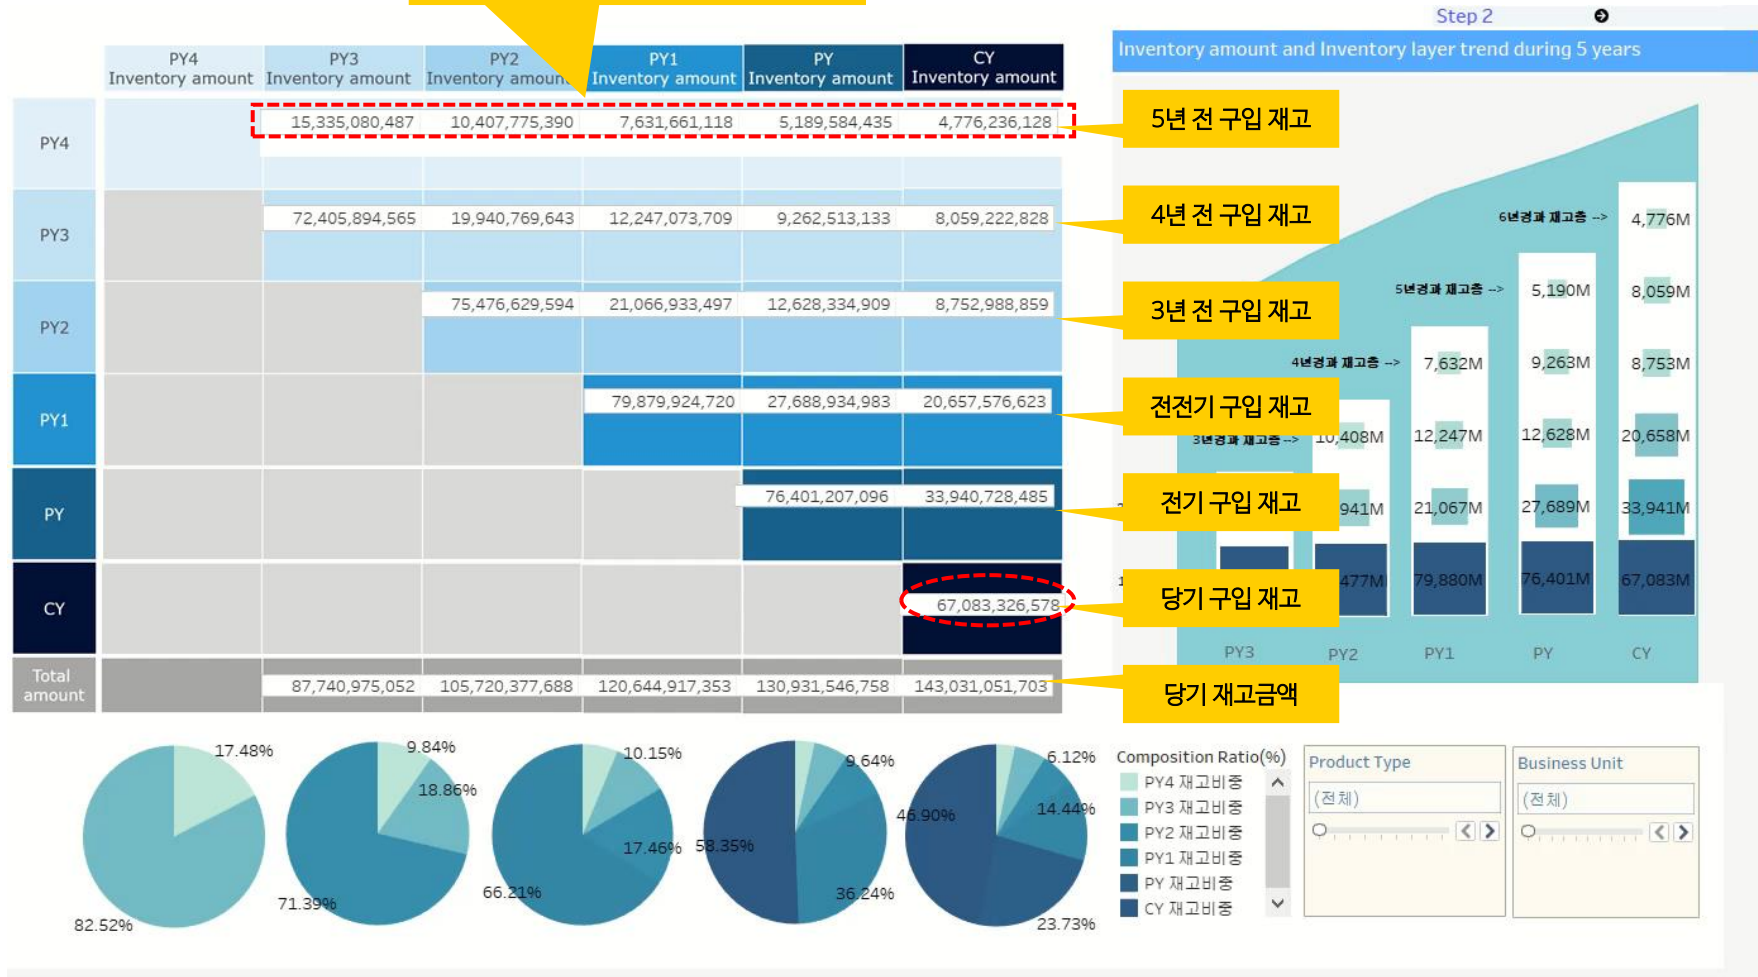 Step 2
Inventory amount and Inventory layer trend during 5 years
PY4
Inventory amount
PY3
Inventory amount
PY2
Inventory amount
PY1
Inventory amount
PY
Inventory amount
CY
Inventory amount
PY4
15,335,080,487 10,407,775,390 7,631,661,118 5,189,584,435 4,776,236,128
5년 전 구입 재고
PY3
72,405,894,565 19,940,769,643 12,247,073,709 9,262,513,133 8,059,222,828
4년 전 구입 재고
PY2
75,476,629,594 21,066,933,497 12,628,334,909 8,752,988,859
3년 전 구입 재고
PY1
79,879,924,720 27,688,934,983 20,657,576,623
전전기 구입 재고
PY
76,401,207,096 33,940,728,485
전기 구입 재고
CY
67,083,326,578
당기 구입 재고
Total
amount
87,740,975,052 105,720,377,688 120,644,917,353 130,931,546,758 143,031,051,703
당기 재고금액
6년경과 재고층 --> 4,776M
5년경과 재고층 --> 5,190M 8,059M
4년경과 재고층 --> 7,632M 9,263M 8,753M
3년경과 재고층 --> 10,408M 12,247M 12,628M 20,658M
941M 21,067M 27,689M 33,941M
477M 79,880M 76,401M 67,083M
PY3 PY2 PY1 PY CY
17.48%
82.52%
9.84%
18.86%
71.39%
10.15%
17.46%
66.21%
9.64%
58.35%
36.24%
6.12%
46.90%
14.44%
23.73%
Composition Ratio(%)
PY4 재고비중
PY3 재고비중
PY2 재고비중
PY1 재고비중
PY 재고비중
CY 재고비중
Product Type
(전체)
Business Unit
(전체)